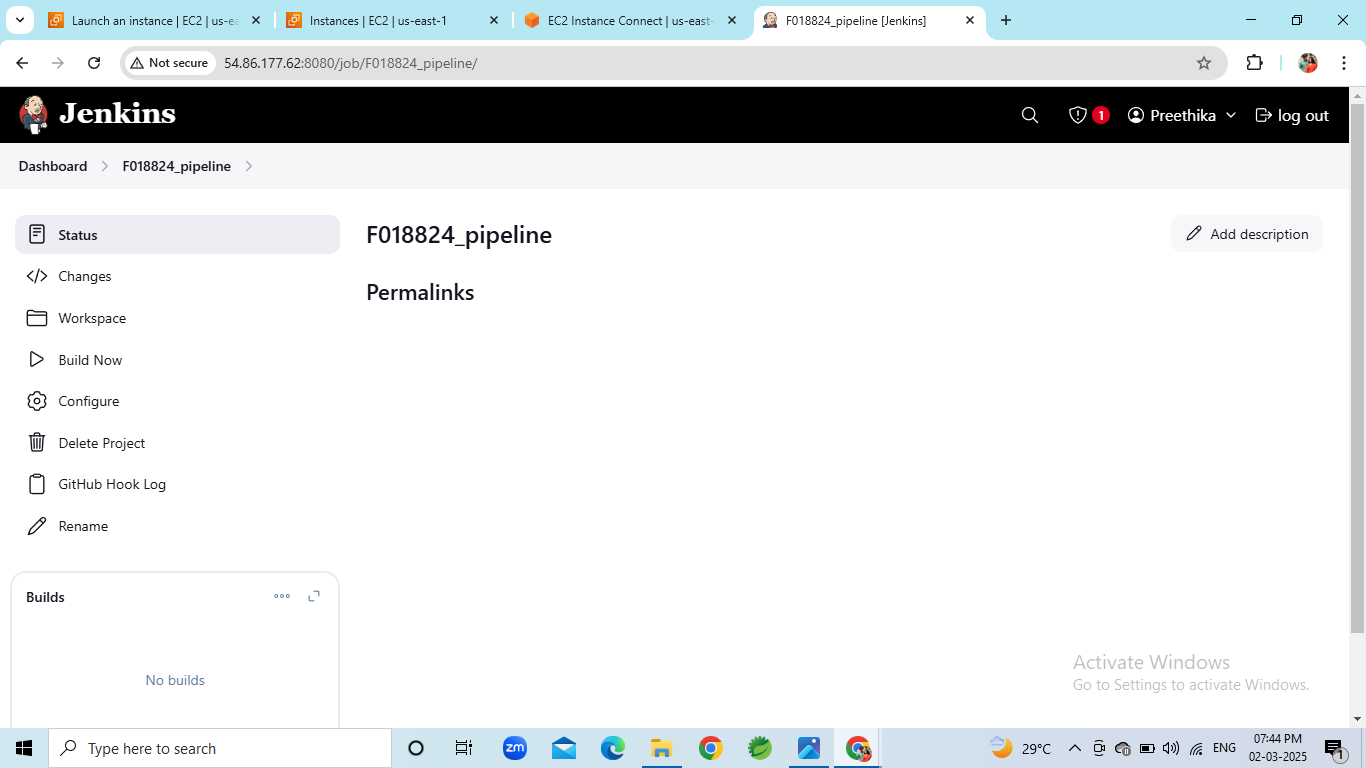 Launch an instance | EC2 | us-ea
Instances | EC2 | us-east-1
EC2 Instance Connect | us-east-
F018824_pipeline [Jenkins]
Not secure
54.86.177.62:8080/job/F018824_pipeline/
Jenkins
1
Preethika
log out
Dashboard
F018824_pipeline
Status
F018824_pipeline
Add description
Changes
Permalinks
Workspace
Build Now
Configure
Delete Project
GitHub Hook Log
Rename
Builds
No builds
Activate Windows
Go to Settings to activate Windows.
Type here to search
zm
29°C
ENG
07:44 PM
02-03-2025
1